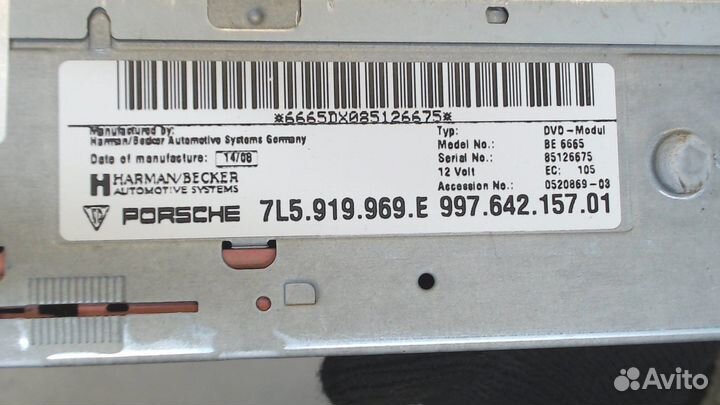 *6665DX085126675*
Manufactured by:
Harman/Becker Automotive Systems Germany
Date of manufacture: 14/08
HARMAN/BECKER
AUTOMOTIVE SYSTEMS
Typ: DVD-Modul
Model No.: BE 6665
Serial No.: 85126675
12 Volt EC: 105
Accession No.: 0520869-03
PORSCHE 7L5.919.969.E 997.642.157.01
Avito